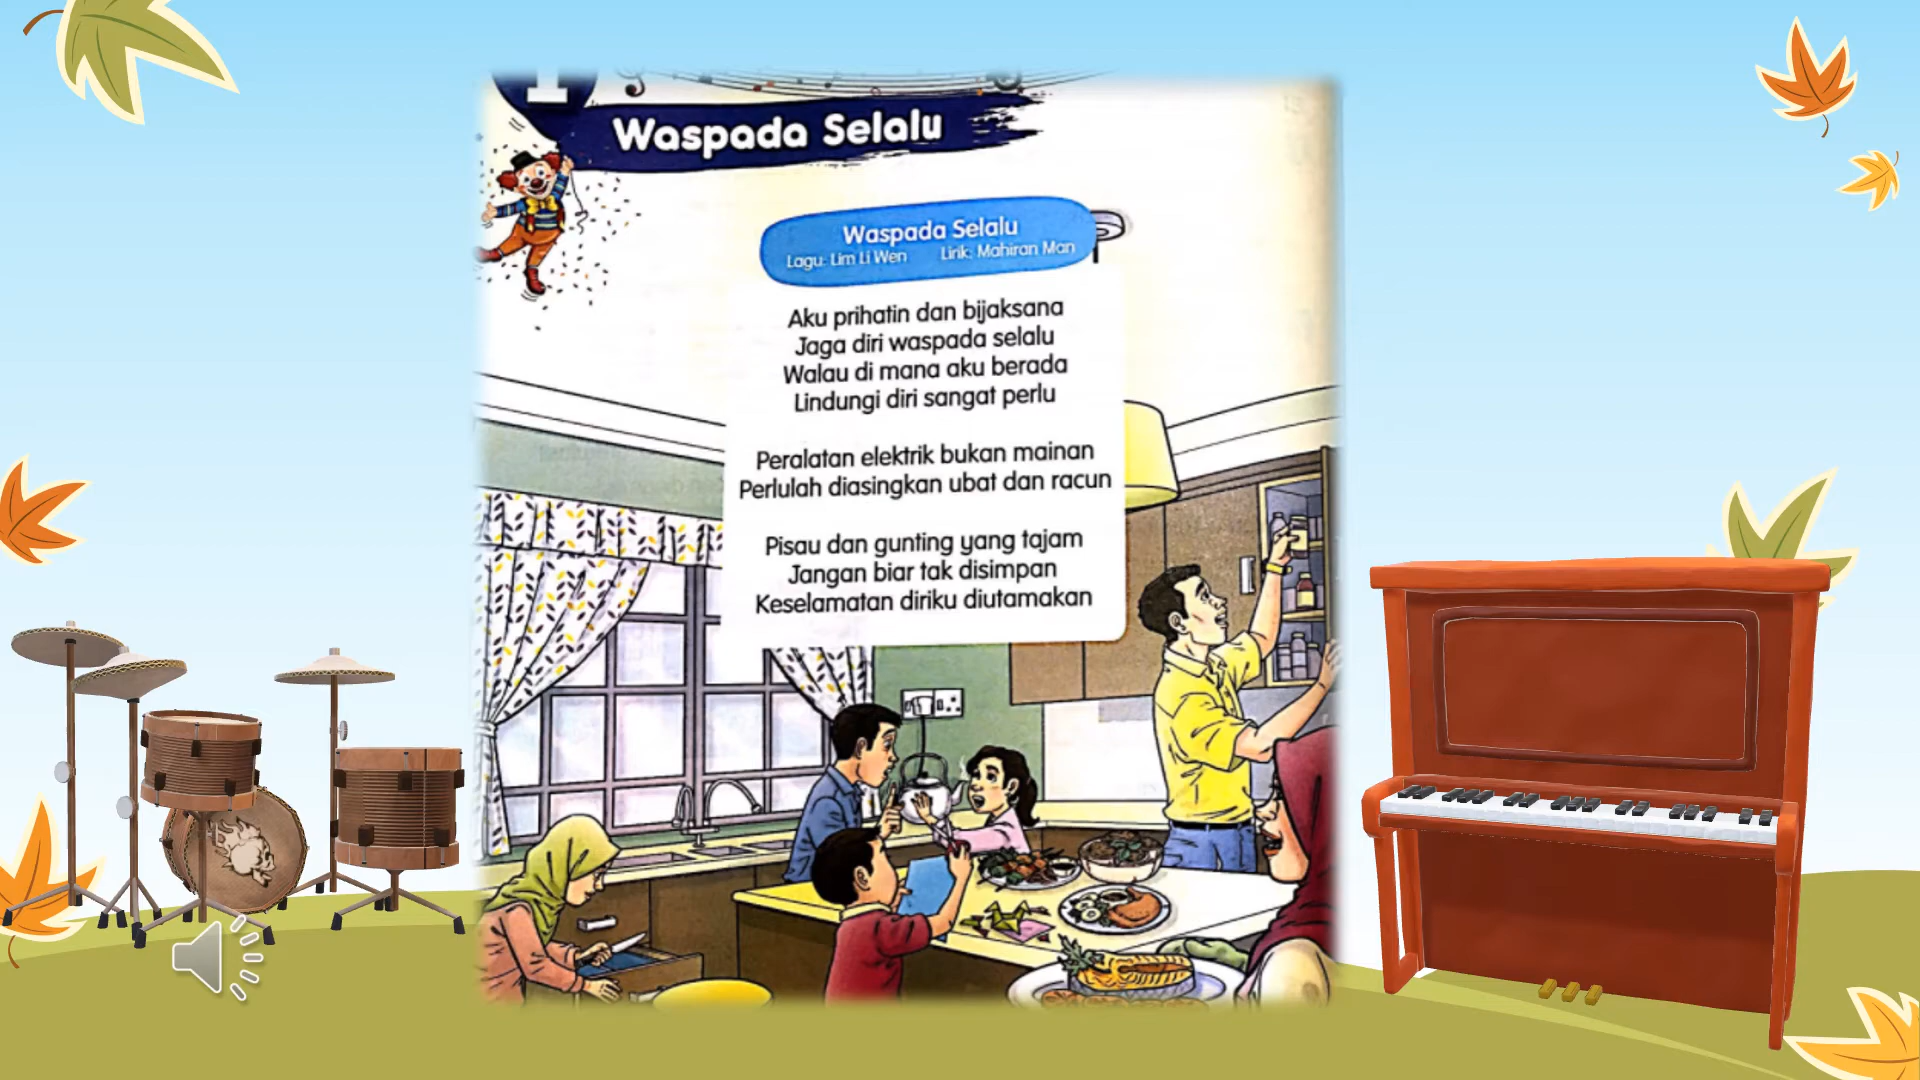 Waspada Selalu
Waspada Selalu
Lagu: Lim Li Wen Lirik: Mahiran Man
Aku prihatin dan bijaksana
Jaga diri waspada selalu
Walau di mana aku berada
Lindungi diri sangat perlu
Peralatan elektrik bukan mainan
Perlulah diasingkan ubat dan racun
Pisau dan gunting yang tajam
Jangan biar tak disimpan
Keselamatan diriku diutamakan